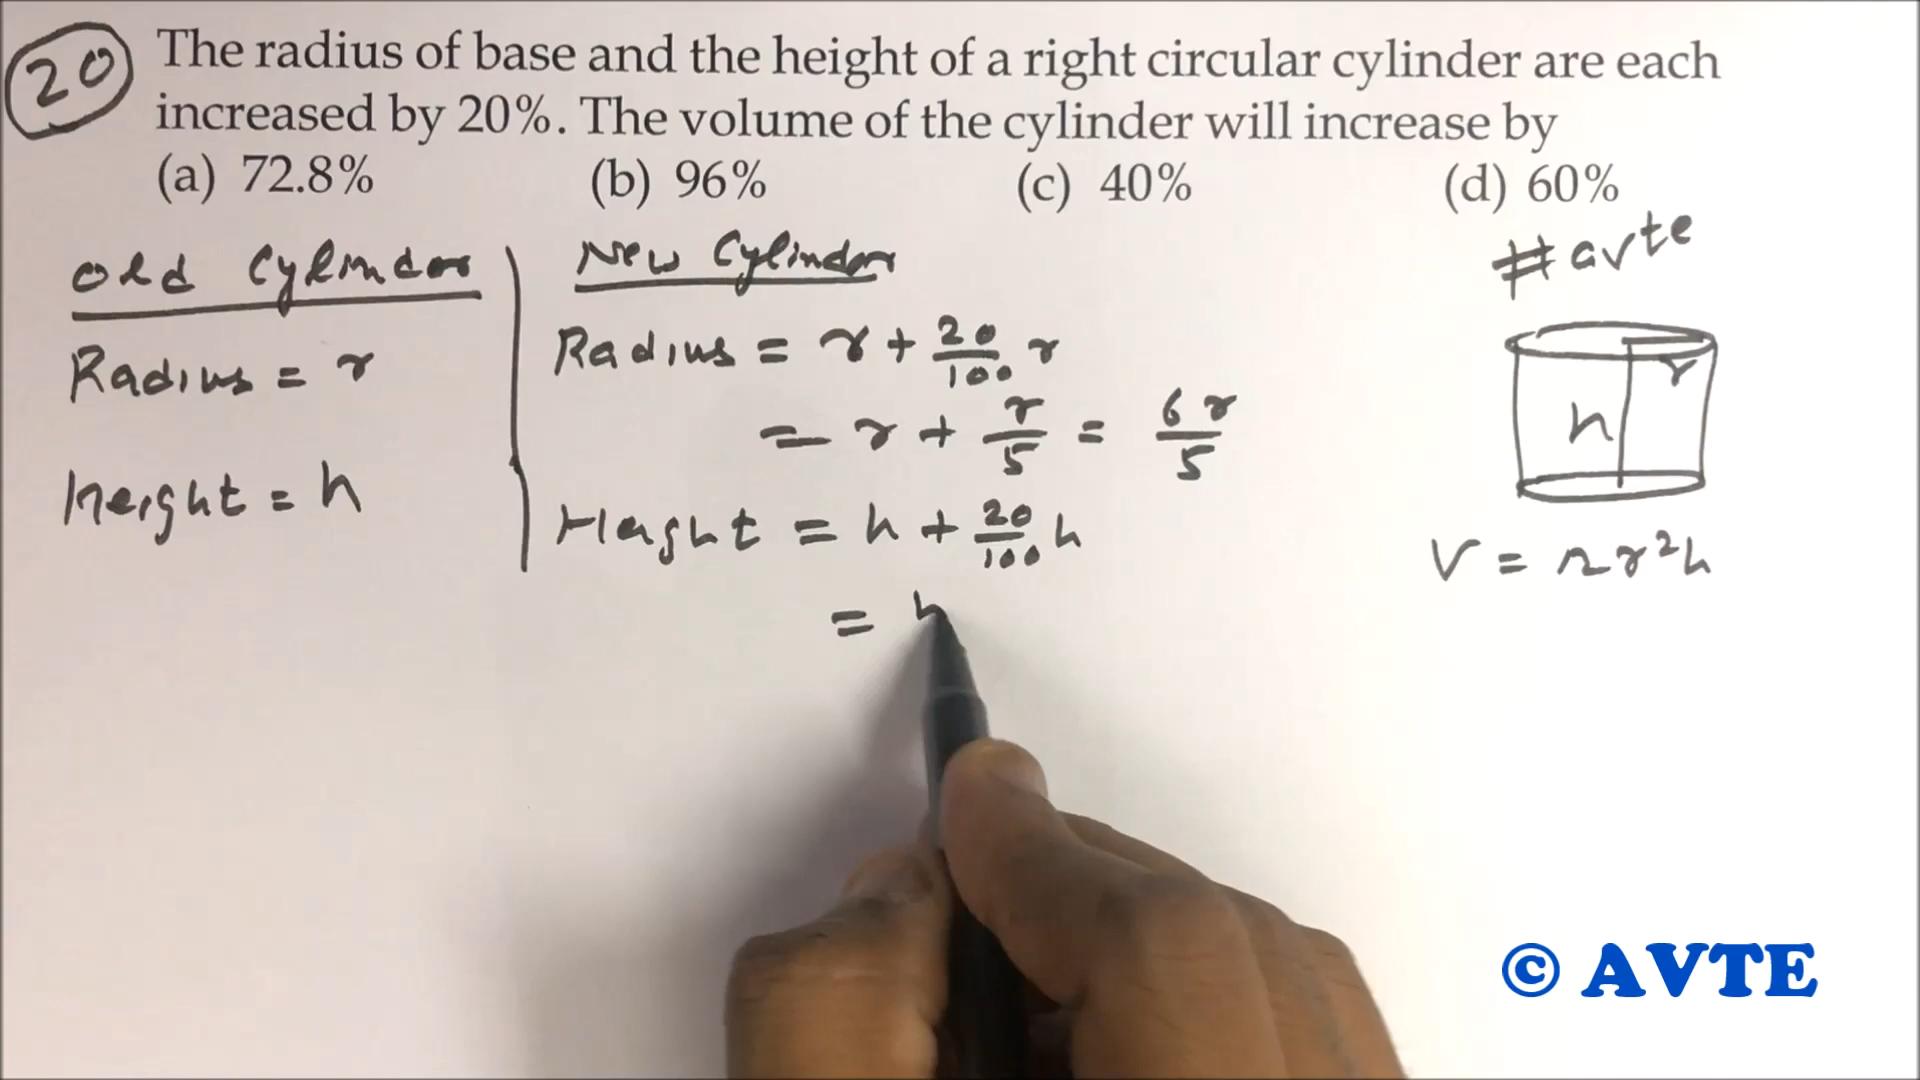 20
The radius of base and the height of a right circular cylinder are each
increased by 20%. The volume of the cylinder will increase by
(a) 72.8% (b) 96% (c) 40% (d) 60%
#avte
Old Cylinder
Radius = r
Height = h
New Cylinder
Radius = r + 20/100 r
= r + r/5 = 6r/5
Height = h + 20/100 h
= h
r
h
V = πr²h
© AVTE